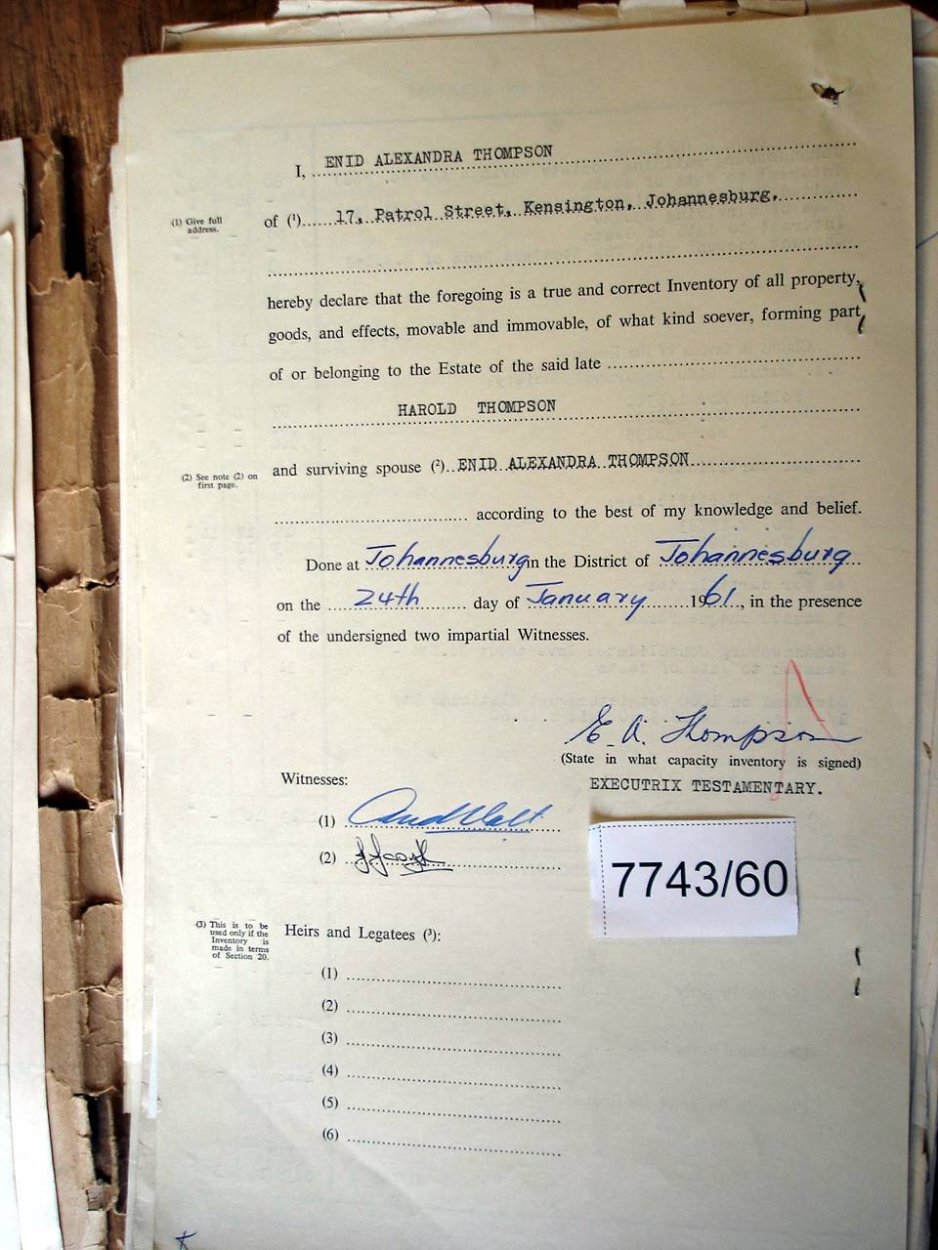 I, ENID ALEXANDRA THOMPSON
(1) Give full address.
of (¹) 17, Patrol Street, Kensington, Johannesburg,
hereby declare that the foregoing is a true and correct Inventory of all property,
goods, and effects, movable and immovable, of what kind soever, forming part
of or belonging to the Estate of the said late
HAROLD THOMPSON
(2) See note (2) on first page.
and surviving spouse (²) ENID ALEXANDRA THOMPSON
according to the best of my knowledge and belief.
Done at Johannesburg in the District of Johannesburg
on the 24th day of January 1961, in the presence
of the undersigned two impartial Witnesses.
E. A. Thompson
(State in what capacity inventory is signed)
EXECUTRIX TESTAMENTARY.
Witnesses:
(1)
(2)
7743/60
(3) This is to be used only if the Inventory is made in terms of Section 20.
Heirs and Legatees (³):
(1)
(2)
(3)
(4)
(5)
(6)